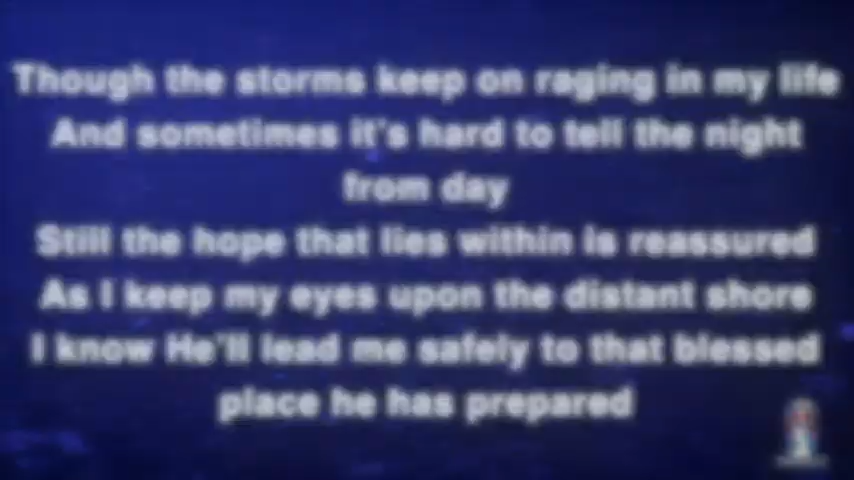 Though the storms keep on raging in my life
And sometimes it's hard to tell the night
from day
Still the hope that lies within is reassured
As I keep my eyes upon the distant shore
I know He'll lead me safely to that blessed
place he has prepared